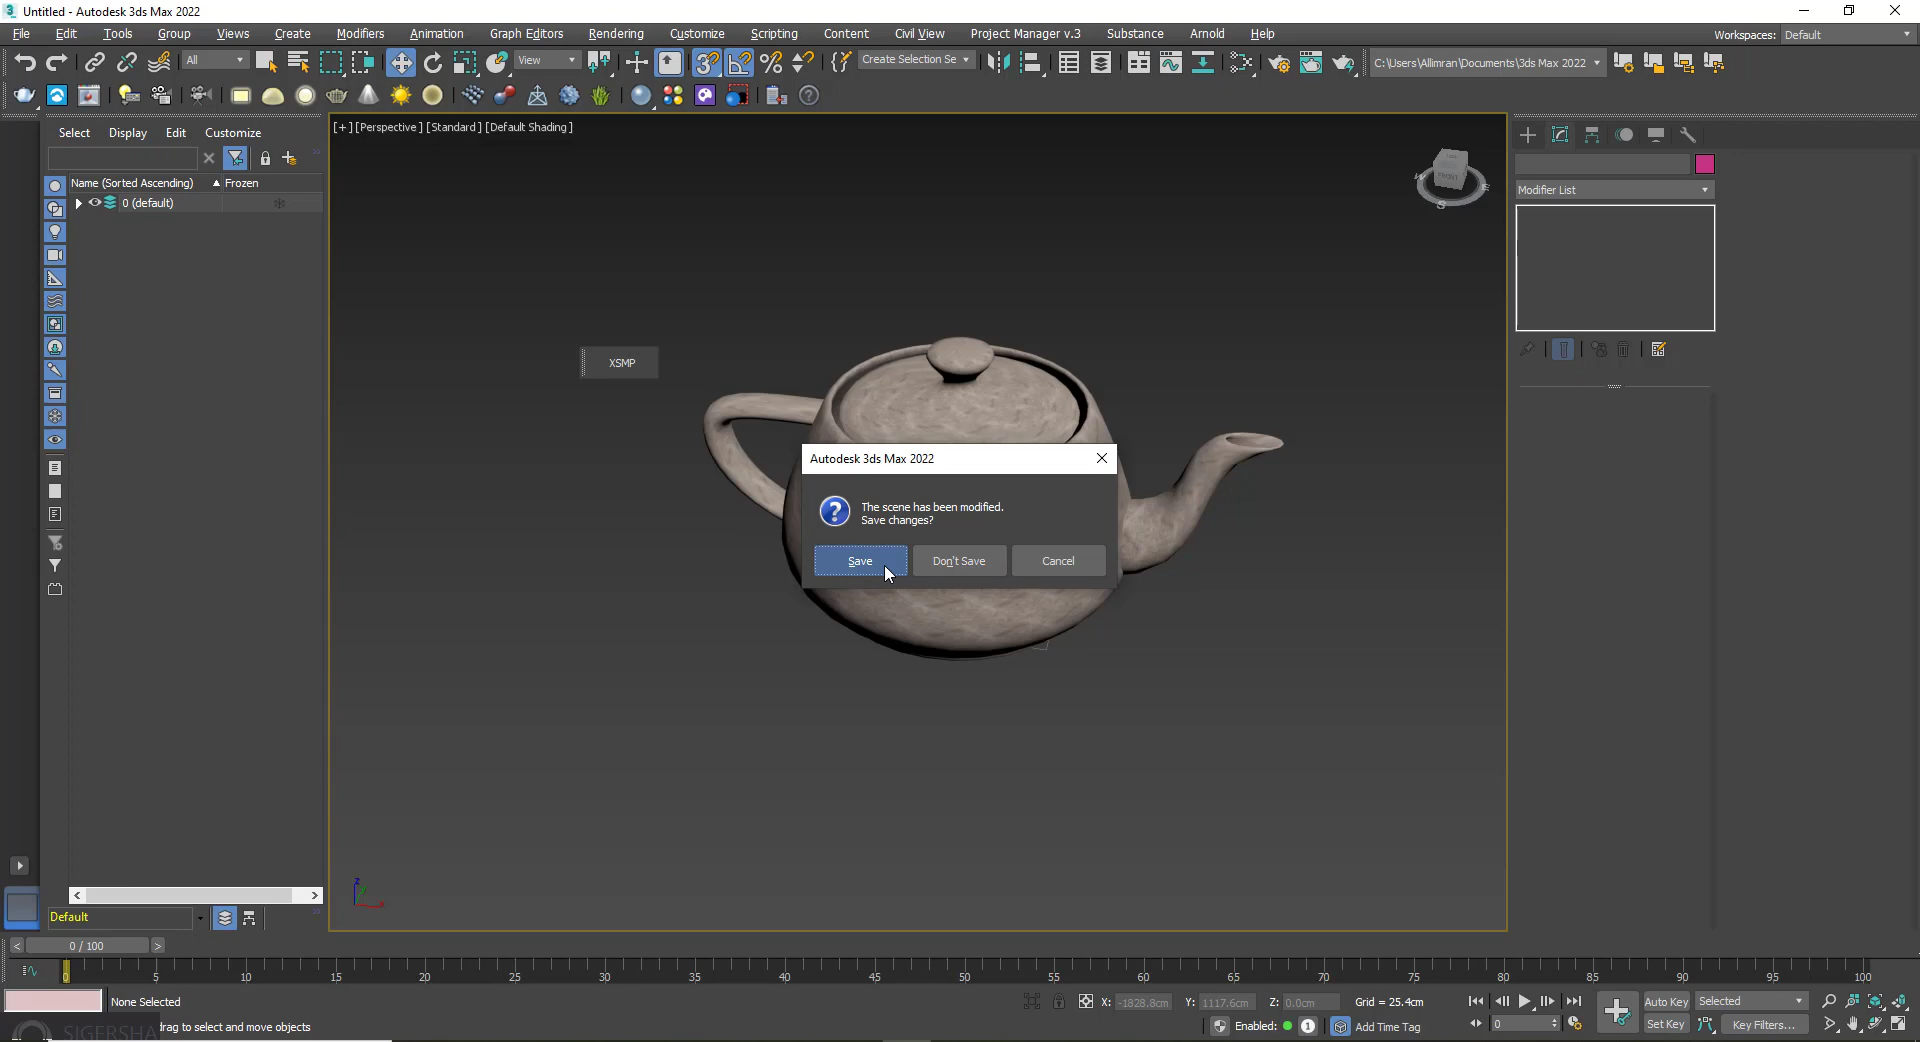 Untitled - Autodesk 3ds Max 2022
File Edit Tools Group Views Create Modifiers Animation Graph Editors Rendering Customize Scripting Content Civil View Project Manager v.3 Substance Arnold Help Workspaces: Default
All View Create Selection Se C:\Users\Allimran\Documents\3ds Max 2022
Select Display Edit Customize
[+] [Perspective] [Standard] [Default Shading]
Name (Sorted Ascending) Frozen
0 (default)
Modifier List
FRONT
W E
S
XSMP
Autodesk 3ds Max 2022
The scene has been modified.
Save changes?
Save Don't Save Cancel
z
Default
< 0 / 100 >
0 5 10 15 20 25 30 35 40 45 50 55 60 65 70 75 80 85 90 95 100
None Selected X: -1828.8cm Y: 1117.6cm Z: 0.0cm Grid = 25.4cm Auto Key Selected
SIGERSHA drag to select and move objects Enabled: 1 Add Time Tag 0 Set Key Key Filters...